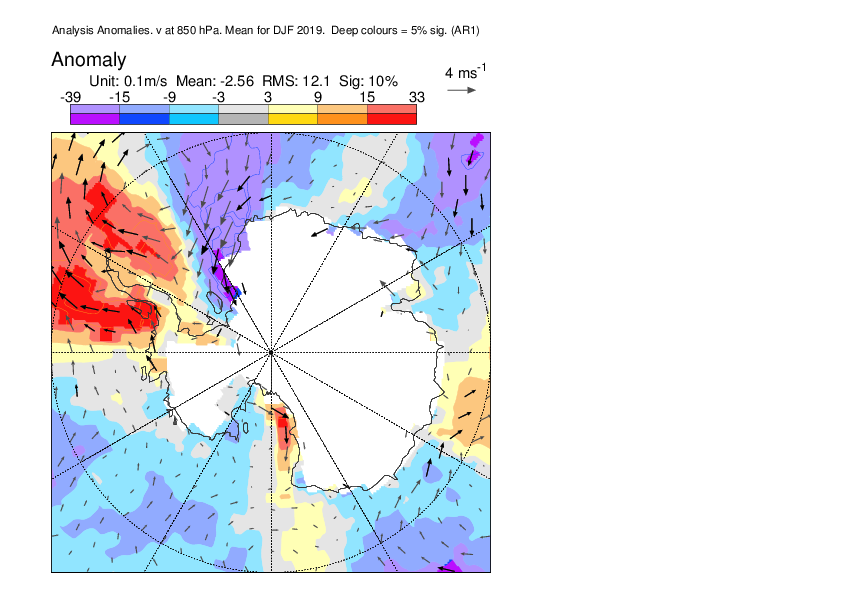 Analysis Anomalies. v at 850 hPa. Mean for DJF 2019. Deep colours = 5% sig. (AR1)
Anomaly
4 ms-1
Unit: 0.1m/s Mean: -2.56 RMS: 12.1 Sig: 10%
-39 -15 -9 -3 3 9 15 33